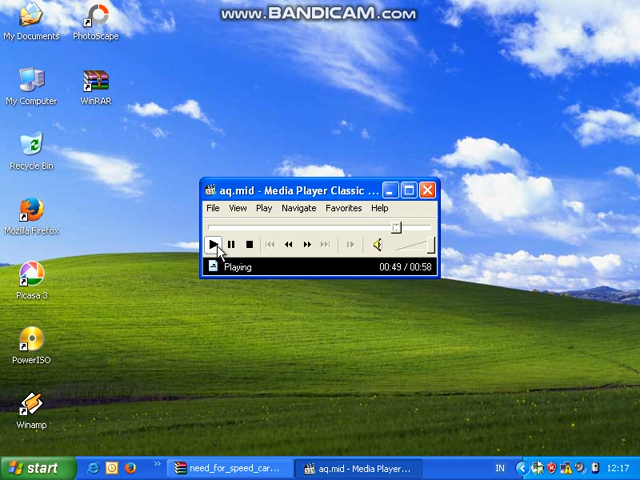 www.BANDICAM.com
My Documents
PhotoScape
My Computer
WinRAR
Recycle Bin
Mozilla Firefox
Picasa 3
PowerISO
Winamp
aq.mid - Media Player Classic ...
File View Play Navigate Favorites Help
Playing 00:49 / 00:58
start
need_for_speed_car...
aq.mid - Media Player...
IN
12:17